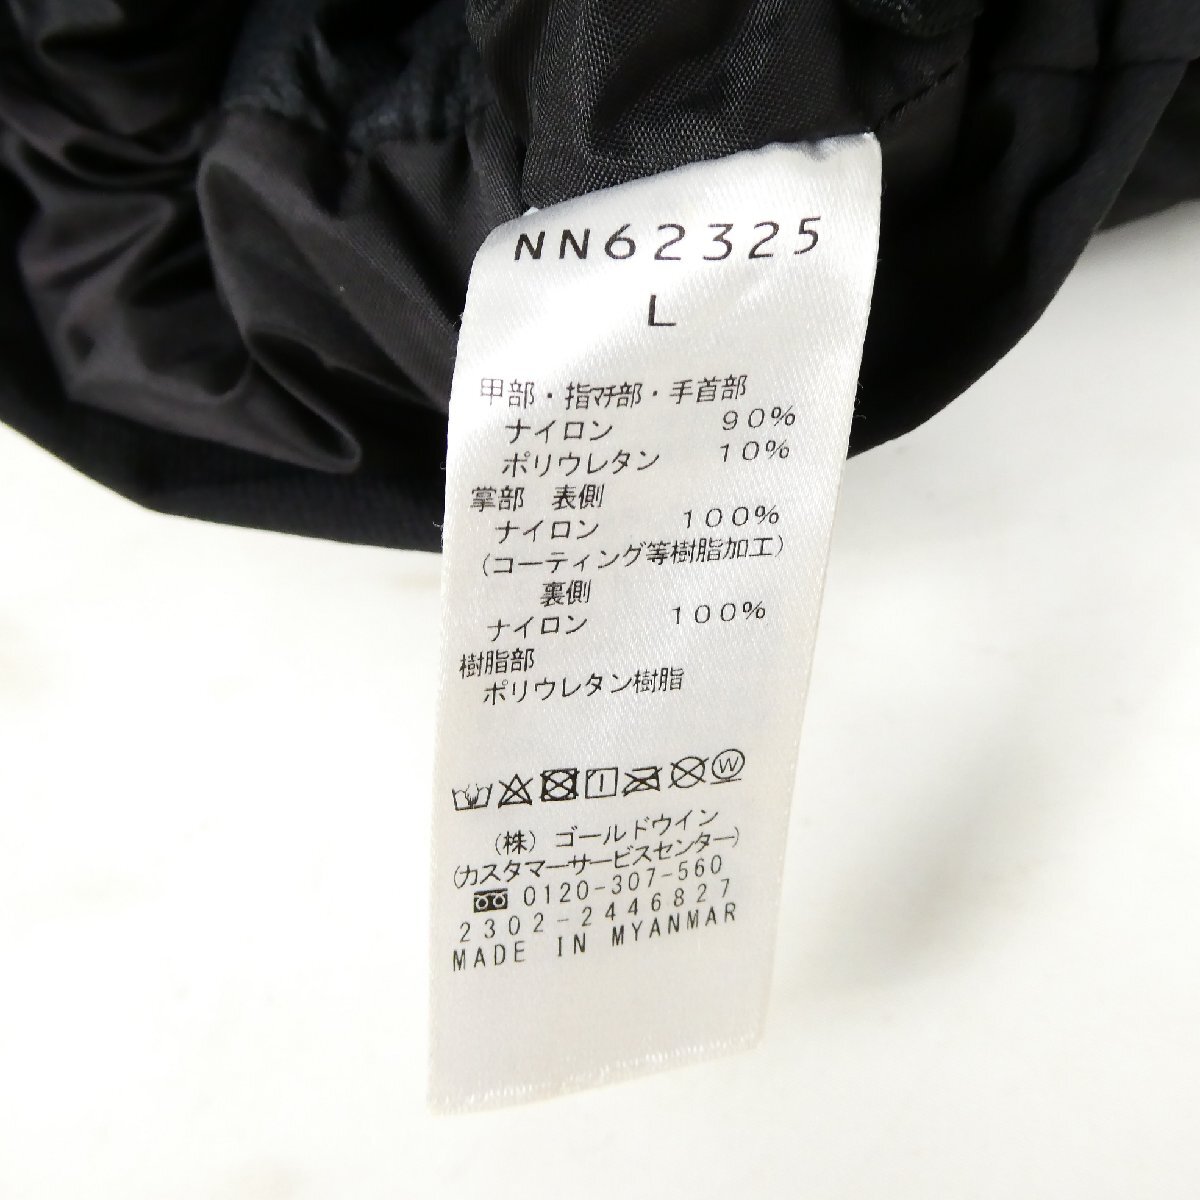 NN62325
L
甲部・指マチ部・手首部
ナイロン 90%
ポリウレタン 10%
掌部 表側
ナイロン 100%
(コーティング等樹脂加工)
裏側
ナイロン 100%
樹脂部
ポリウレタン樹脂
W
(株) ゴールドウイン
(カスタマーサービスセンター)
0120-307-560
2302-2446827
MADE IN MYANMAR